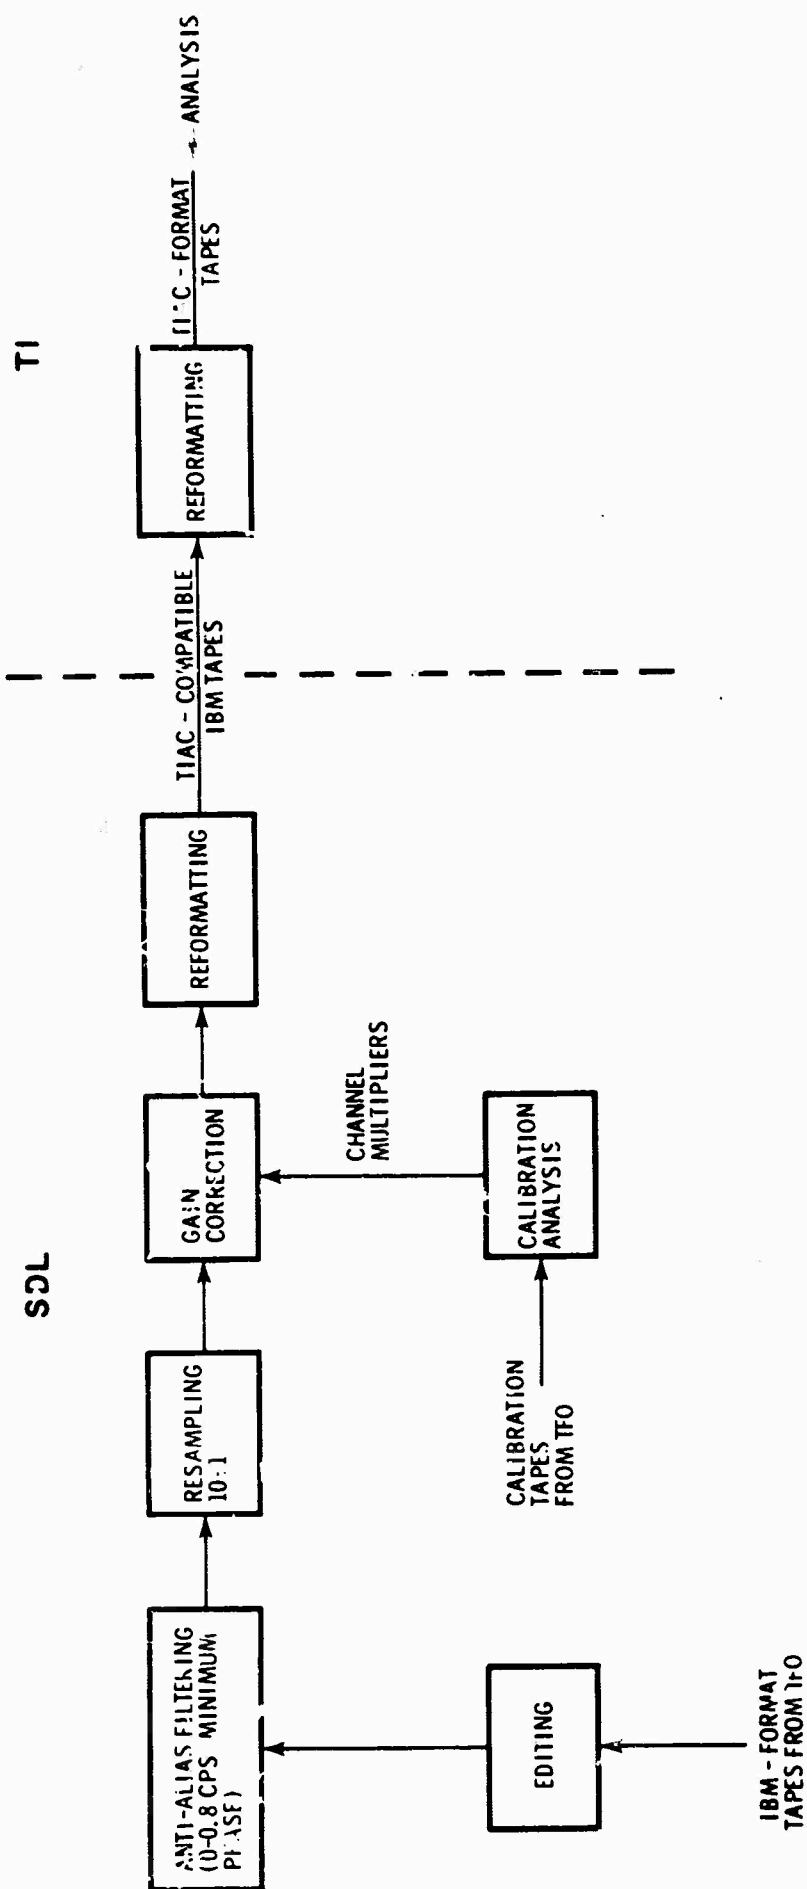 SDL
TI
ANTI-ALIAS FILTERING
(0-0.8 CPS MINIMUM
PHASE)
RESAMPLING
10:1
GAIN
CORRECTION
REFORMATTING
TIAC - COMPATIBLE
IBM TAPES
REFORMATTING
TIAC - FORMAT
TAPES
ANALYSIS
EDITING
IBM - FORMAT
TAPES FROM TFO
CALIBRATION
TAPES
FROM TFO
CALIBRATION
ANALYSIS
CHANNEL
MULTIPLIERS